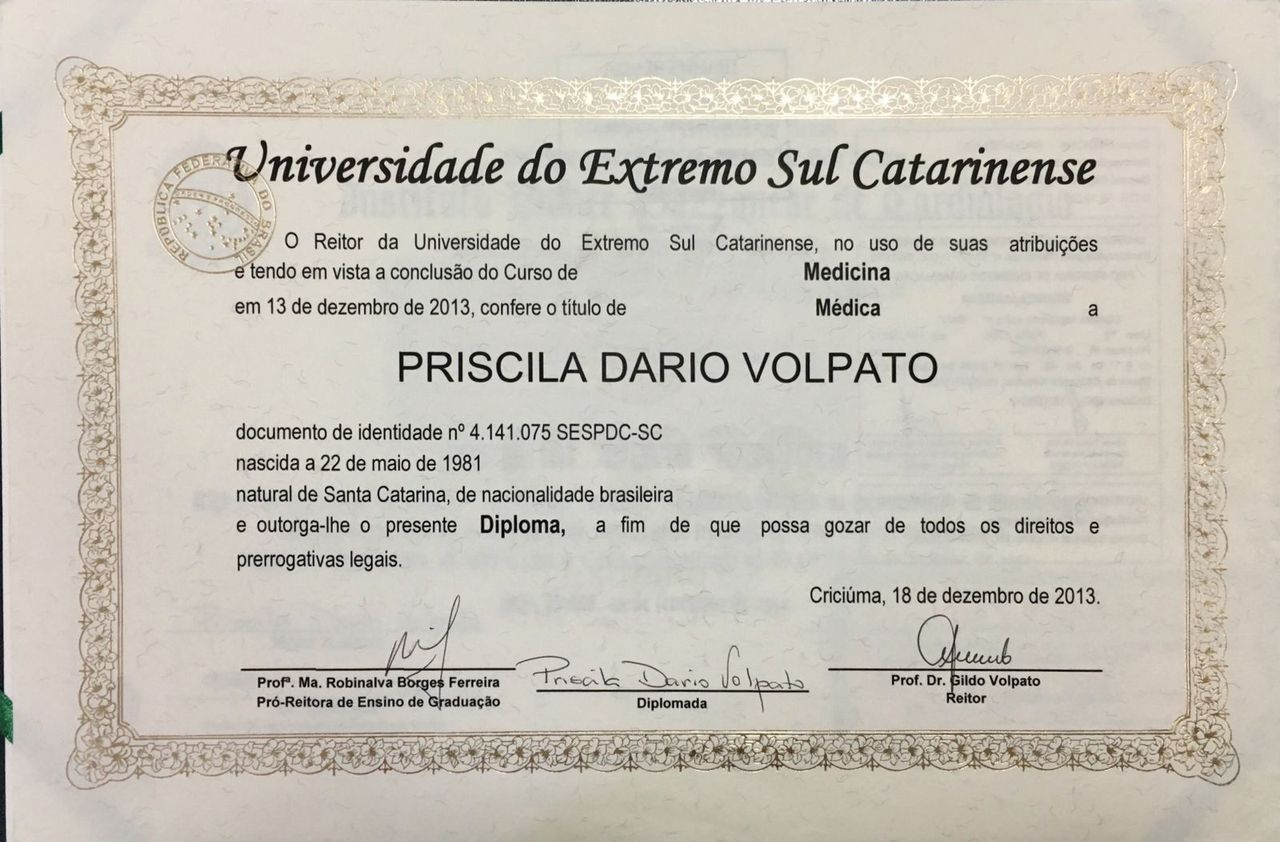 Universidade do Extremo Sul Catarinense
REPÚBLICA FEDERATIVA DO BRASIL
O Reitor da Universidade do Extremo Sul Catarinense, no uso de suas atribuições
e tendo em vista a conclusão do Curso de Medicina
em 13 de dezembro de 2013, confere o título de Médica a
PRISCILA DARIO VOLPATO
documento de identidade nº 4.141.075 SESPDC-SC
nascida a 22 de maio de 1981
natural de Santa Catarina, de nacionalidade brasileira
e outorga-lhe o presente Diploma, a fim de que possa gozar de todos os direitos e
prerrogativas legais.
Criciúma, 18 de dezembro de 2013.
Priscila Dario Volpato
Profª. Ma. Robinalva Borges Ferreira
Pró-Reitora de Ensino de Graduação
Diplomada
Prof. Dr. Gildo Volpato
Reitor